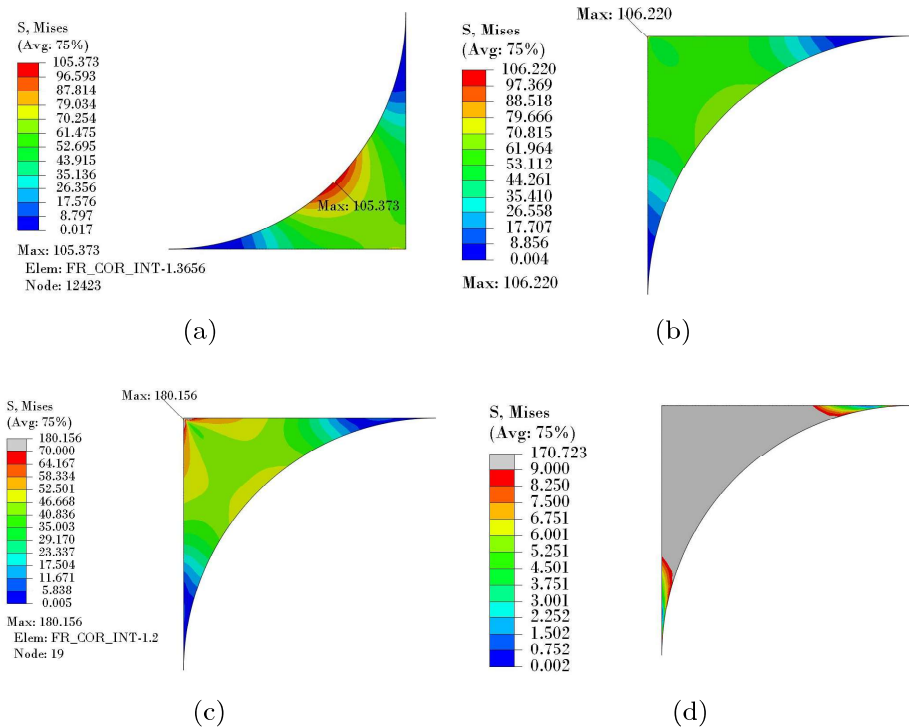 S, Mises
(Avg: 75%)
105.373
96.593
87.814
79.034
70.254
61.475
52.695
43.915
35.136
26.356
17.576
8.797
0.017
Max: 105.373
Elem: FR_COR_INT-1.3656
Node: 12423
Max: 105.373
(a)
Max: 106.220
S, Mises
(Avg: 75%)
106.220
97.369
88.518
79.666
70.815
61.964
53.112
44.261
35.410
26.558
17.707
8.856
0.004
Max: 106.220
(b)
Max: 180.156
S, Mises
(Avg: 75%)
180.156
70.000
64.167
58.334
52.501
46.668
40.836
35.003
29.170
23.337
17.504
11.671
5.838
0.005
Max: 180.156
Elem: FR_COR_INT-1.2
Node: 19
(c)
S, Mises
(Avg: 75%)
170.723
9.000
8.250
7.500
6.751
6.001
5.251
4.501
3.751
3.001
2.252
1.502
0.752
0.002
(d)